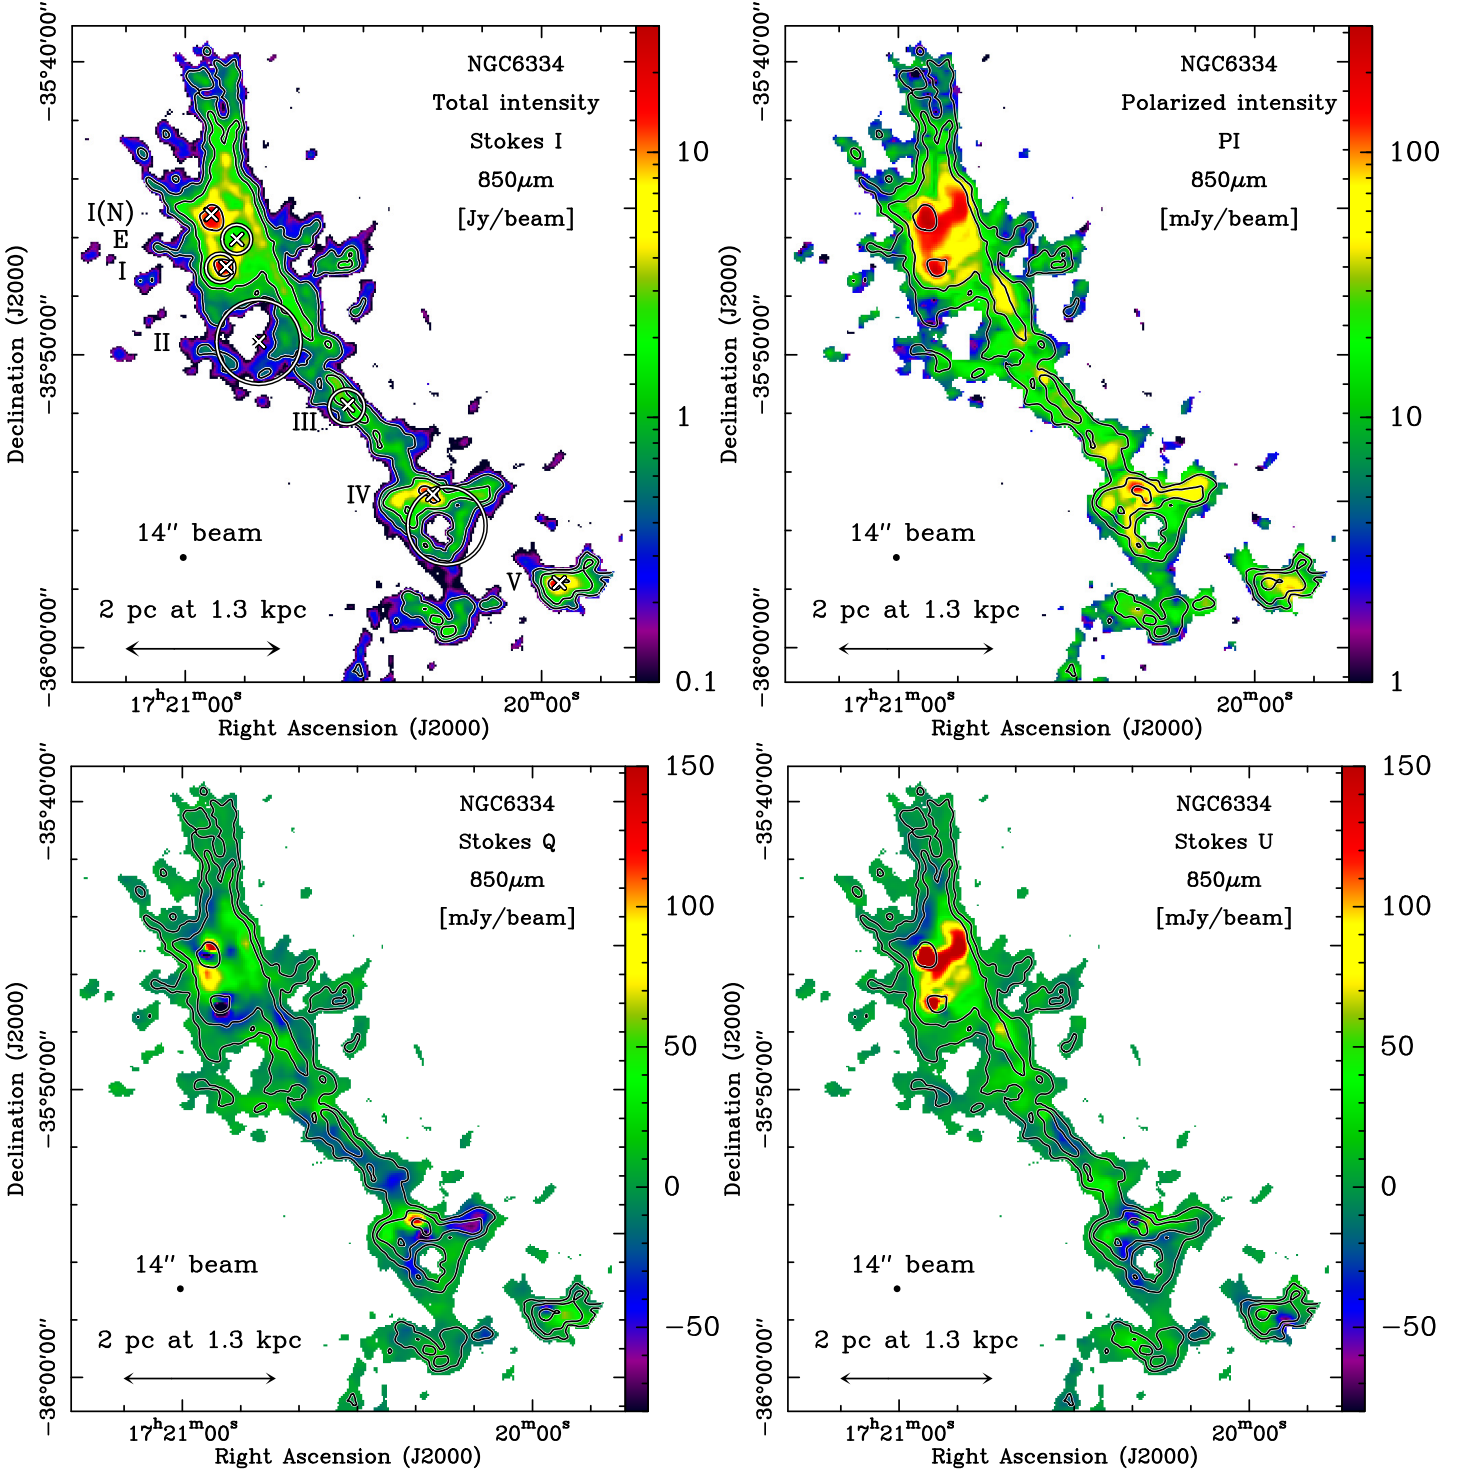 NGC6334
Total intensity
Stokes I
850μm
[Jy/beam]
I(N)
E
I
II
III
IV
V
14″ beam
2 pc at 1.3 kpc
−35°40′00″
−35°50′00″
−36°00′00″
Declination (J2000)
17ʰ21ᵐ00ˢ
20ᵐ00ˢ
Right Ascension (J2000)
10
1
0.1
NGC6334
Polarized intensity
PI
850μm
[mJy/beam]
14″ beam
2 pc at 1.3 kpc
−35°40′00″
−35°50′00″
−36°00′00″
Declination (J2000)
17ʰ21ᵐ00ˢ
20ᵐ00ˢ
Right Ascension (J2000)
100
10
1
NGC6334
Stokes Q
850μm
[mJy/beam]
14″ beam
2 pc at 1.3 kpc
−35°40′00″
−35°50′00″
−36°00′00″
Declination (J2000)
17ʰ21ᵐ00ˢ
20ᵐ00ˢ
Right Ascension (J2000)
150
100
50
0
−50
NGC6334
Stokes U
850μm
[mJy/beam]
14″ beam
2 pc at 1.3 kpc
−35°40′00″
−35°50′00″
−36°00′00″
Declination (J2000)
17ʰ21ᵐ00ˢ
20ᵐ00ˢ
Right Ascension (J2000)
150
100
50
0
−50